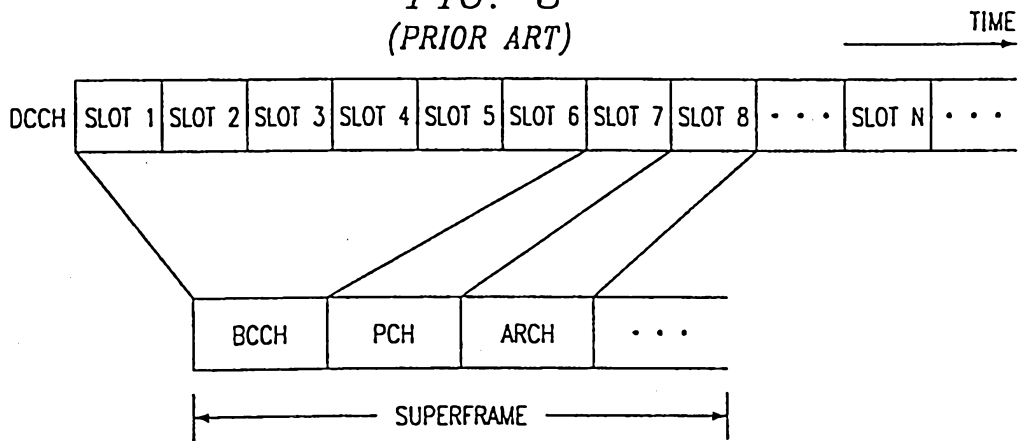 (PRIOR ART)
TIME
DCCH SLOT 1 SLOT 2 SLOT 3 SLOT 4 SLOT 5 SLOT 6 SLOT 7 SLOT 8 · · · SLOT N · · ·
BCCH PCH ARCH · · ·
SUPERFRAME